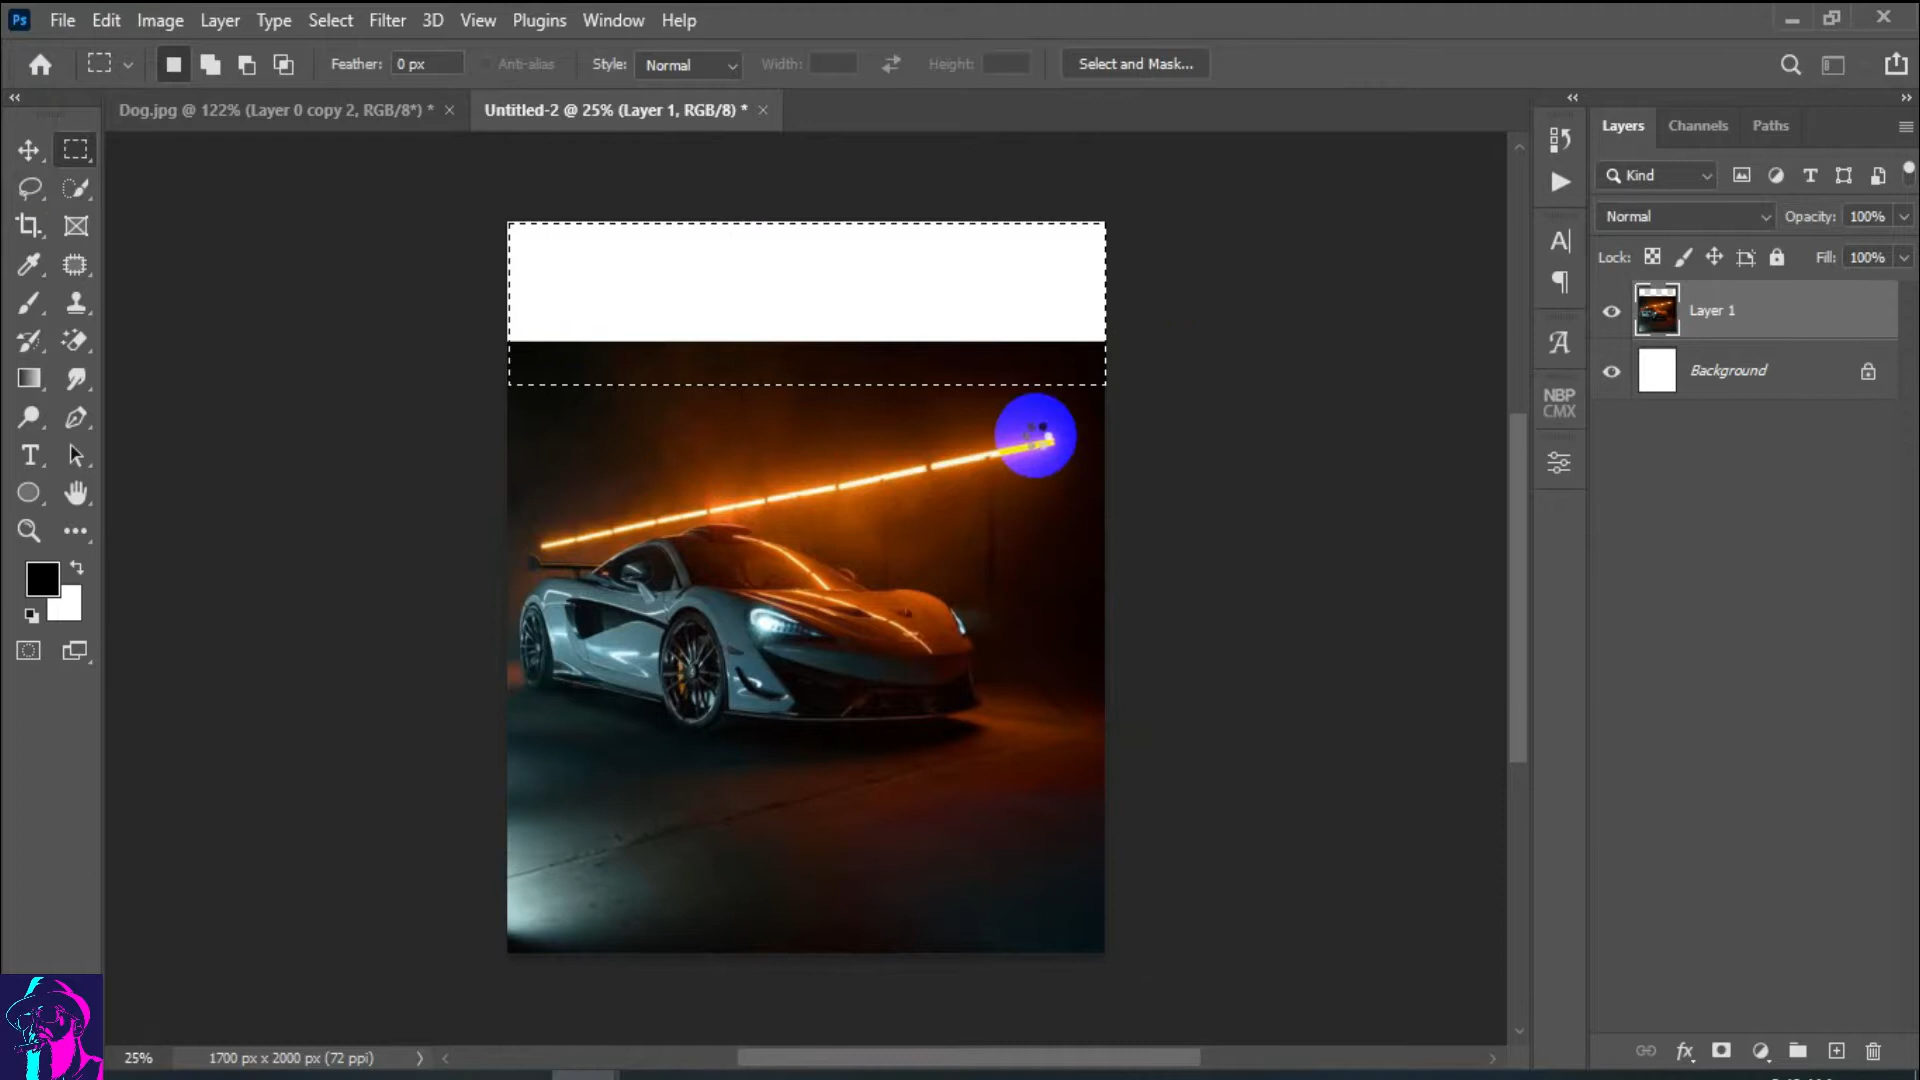 Ps File Edit Image Layer Type Select Filter 3D View Plugins Window Help
Feather: 0 px Anti-alias Style: Normal Width: Height: Select and Mask...
Dog.jpg @ 122% (Layer 0 copy 2, RGB/8*) * Untitled-2 @ 25% (Layer 1, RGB/8) *
Layers Channels Paths
Kind
Normal Opacity: 100%
Lock: Fill: 100%
Layer 1
Background
NBP
CMX
25% 1700 px x 2000 px (72 ppi)